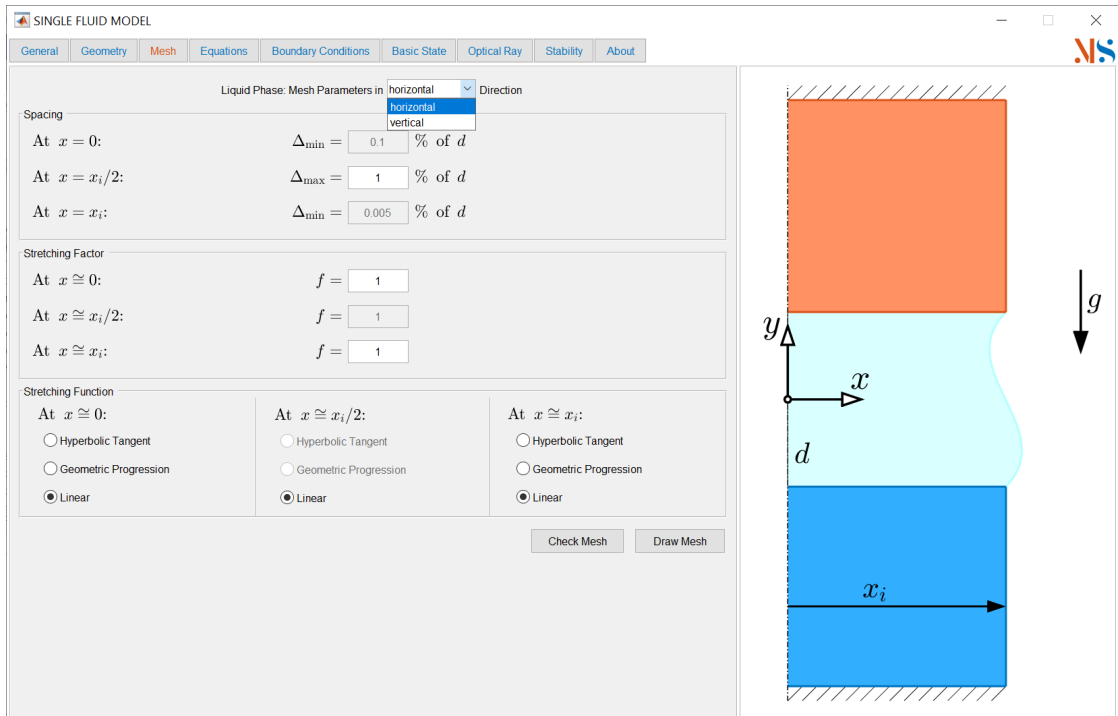 SINGLE FLUID MODEL
General Geometry Mesh Equations Boundary Conditions Basic State Optical Ray Stability About
MS
Liquid Phase: Mesh Parameters in horizontal Direction
horizontal
vertical
Spacing
At x = 0: Δmin = 0.1 % of d
At x = xi/2: Δmax = 1 % of d
At x = xi: Δmin = 0.005 % of d
Stretching Factor
At x ≅ 0: f = 1
At x ≅ xi/2: f = 1
At x ≅ xi: f = 1
Stretching Function
At x ≅ 0: At x ≅ xi/2: At x ≅ xi:
Hyperbolic Tangent Hyperbolic Tangent Hyperbolic Tangent
Geometric Progression Geometric Progression Geometric Progression
Linear Linear Linear
Check Mesh Draw Mesh
g
y
x
d
xi